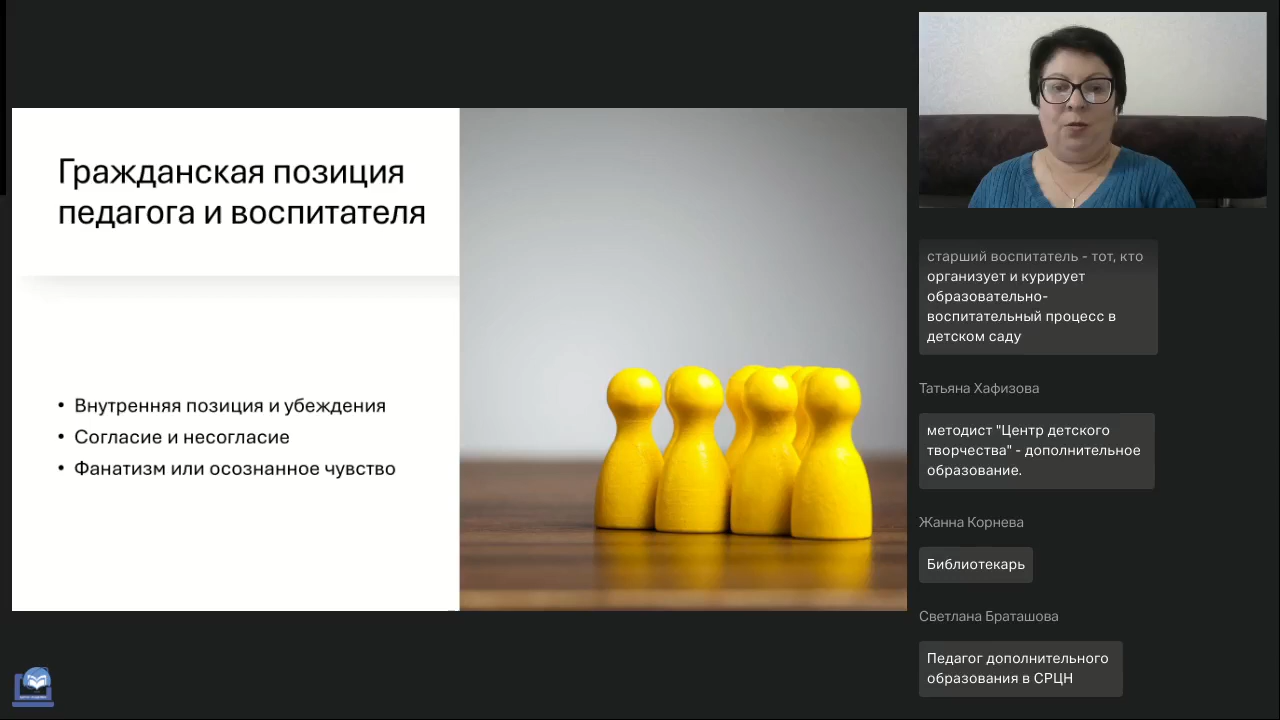 Гражданская позиция
педагога и воспитателя
• Внутренняя позиция и убеждения
• Согласие и несогласие
• Фанатизм или осознанное чувство
старший воспитатель - тот, кто
организует и курирует
образовательно-
воспитательный процесс в
детском саду
Татьяна Хафизова
методист "Центр детского
творчества" - дополнительное
образование.
Жанна Корнева
Библиотекарь
Светлана Браташова
Педагог дополнительного
образования в СРЦН